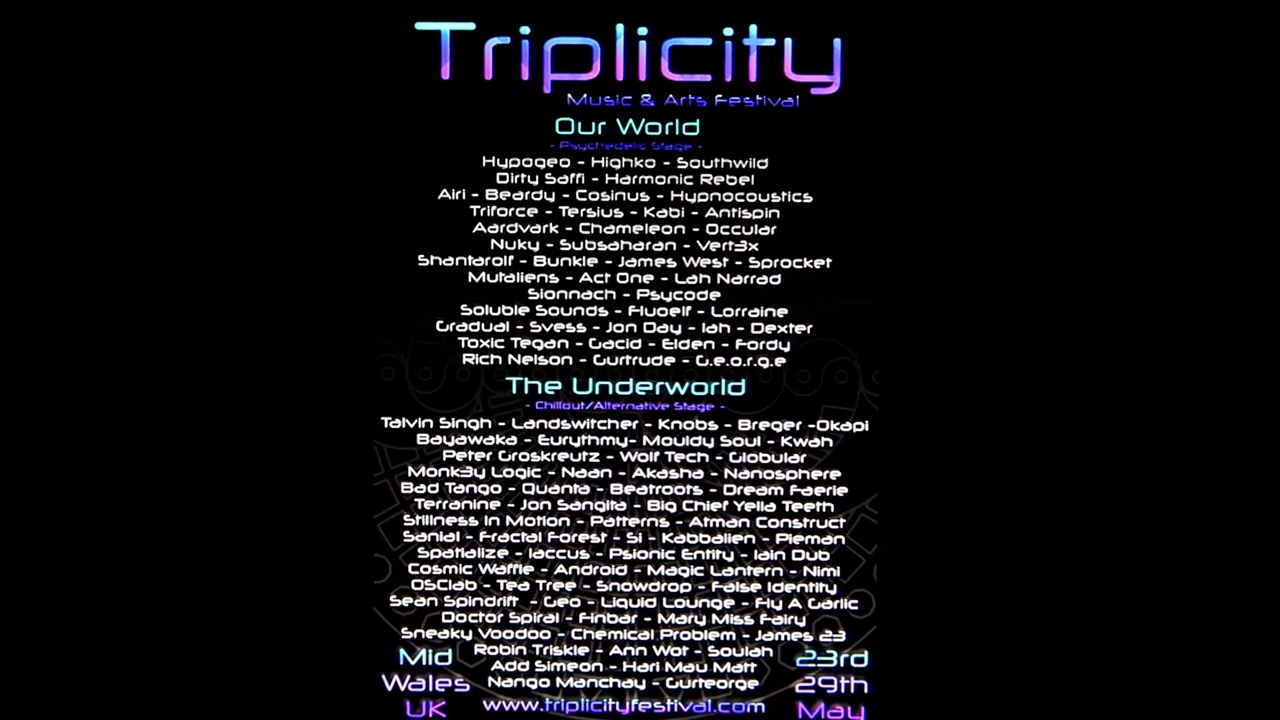 Triplicity
Music & Arts Festival
Our World
- Psychedelic Stage -
Hypogeo - Highko - Southwild
Dirty Saffi - Harmonic Rebel
Alri - Beardy - Cosinus - Hypnocoustics
Triforce - Tersius - Kabi - Antispin
Aardvark - Chameleon - Occular
Nuky - Subsaharan - Vert3x
Shantarolf - Bunkle - James West - Sprocket
Mutaliens - Act One - Lah Narrad
Sionnach - Psycode
Soluble Sounds - Fluoelf - Lorraine
Gradual - Svess - Jon Day - Iah - Dexter
Toxic Tegan - Gacid - Elden - Fordy
Rich Nelson - Gurtrude - G.e.o.r.g.e
The Underworld
- Chillout/Alternative Stage -
Talvin Singh - Landswitcher - Knobs - Breger -Okapi
Bayawaka - Eurythmy- Mouldy Soul - Kwah
Peter Groskreutz - Wolf Tech - Globular
Monk3y Logic - Naan - Akasha - Nanosphere
Bad Tango - Quanta - Beatroots - Dream Faerie
Terranine - Jon Sangita - Big Chief Yella Teeth
Stillness In Motion - Patterns - Atman Construct
Sanial - Fractal Forest - Si - Kabbalien - Pieman
Spatialize - Iaccus - Psionic Entity - Iain Dub
Cosmic Waffle - Android - Magic Lantern - Nimi
OSClab - Tea Tree - Snowdrop - False Identity
Sean Spindrift - Geo - Liquid Lounge - Fly A Garlic
Doctor Spiral - Finbar - Mary Miss Fairy
Sneaky Voodoo - Chemical Problem - James 23
Robin Triskle - Ann Wot - Soulah
Add Simeon - Hari Mau Matt
Nango Manchay - Gurteorge
www.triplicityfestival.com
Mid
Wales
UK
23rd
29th
May